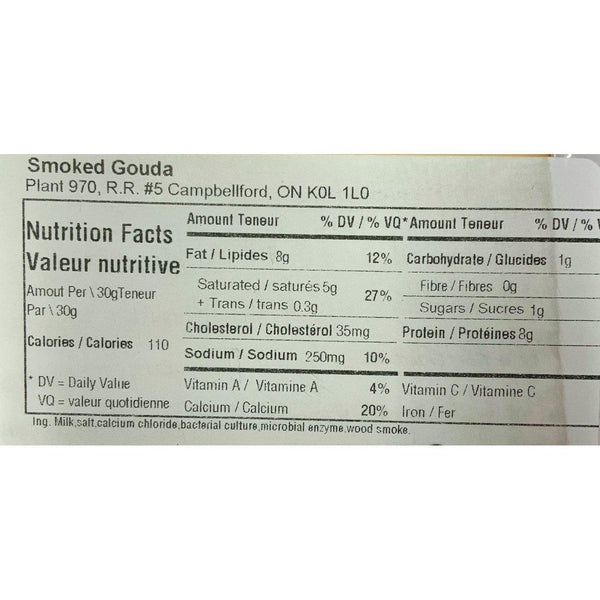 Smoked Gouda
Plant 970, R.R. #5 Campbellford, ON K0L 1L0
Nutrition Facts
Valeur nutritive
Amout Per \ 30gTeneur
Par \ 30g
Calories / Calories 110
* DV = Daily Value
VQ = valeur quotidienne
Amount Teneur % DV / % VQ*
Fat / Lipides 8g 12%
Saturated / saturés 5g
+ Trans / trans 0.3g 27%
Cholesterol / Cholestérol 35mg
Sodium / Sodium 250mg 10%
Vitamin A / Vitamine A 4%
Calcium / Calcium 20%
Amount Teneur % DV / %
Carbohydrate / Glucides 1g
Fibre / Fibres 0g
Sugars / Sucres 1g
Protein / Protéines 8g
Vitamin C / Vitamine C
Iron / Fer
Ing. Milk,salt,calcium chloride,bacterial culture,microbial enzyme,wood smoke.